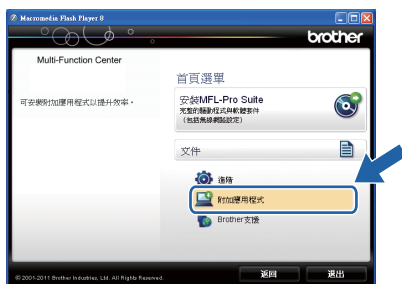 Macromedia Flash Player 8
brother
Multi-Function Center
首頁選單
可安裝附加應用程式以提升效率。
安裝MFL-Pro Suite
完整的驅動程式與軟體套件
(包括無線網路設定)
文件
進階
附加應用程式
Brother支援
© 2001-2011 Brother Industries, Ltd. All Rights Reserved.
返回
退出